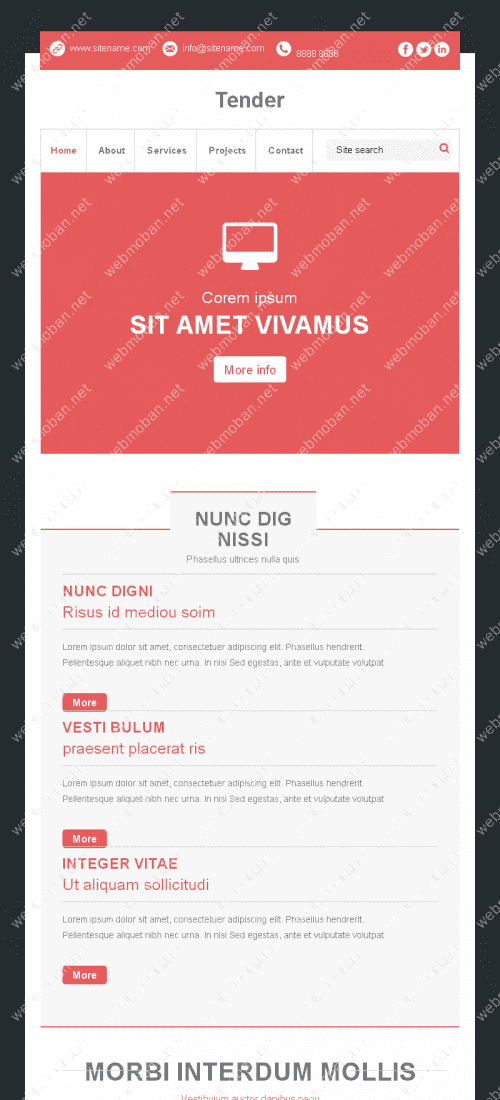 www.sitename.com info@sitename.com 8888 8888
Tender
Home About Services Projects Contact Site search
Corem ipsum
SIT AMET VIVAMUS
More info
NUNC DIG
NISSI
Phasellus ultrices nulla quis
NUNC DIGNI
Risus id mediou soim
Lorem ipsum dolor sit amet, consectetuer adipiscing elit. Phasellus hendrerit.
Pellentesque aliquet nibh nec urna. In nisi Sed egestas, ante et vulputate volutpat
More
VESTI BULUM
praesent placerat ris
Lorem ipsum dolor sit amet, consectetuer adipiscing elit. Phasellus hendrerit.
Pellentesque aliquet nibh nec urna. In nisi Sed egestas, ante et vulputate volutpat
More
INTEGER VITAE
Ut aliquam sollicitudi
Lorem ipsum dolor sit amet, consectetuer adipiscing elit. Phasellus hendrerit.
Pellentesque aliquet nibh nec urna. In nisi Sed egestas, ante et vulputate volutpat
More
MORBI INTERDUM MOLLIS
Vestibulum auctor dapibus nequ
webmoban.net